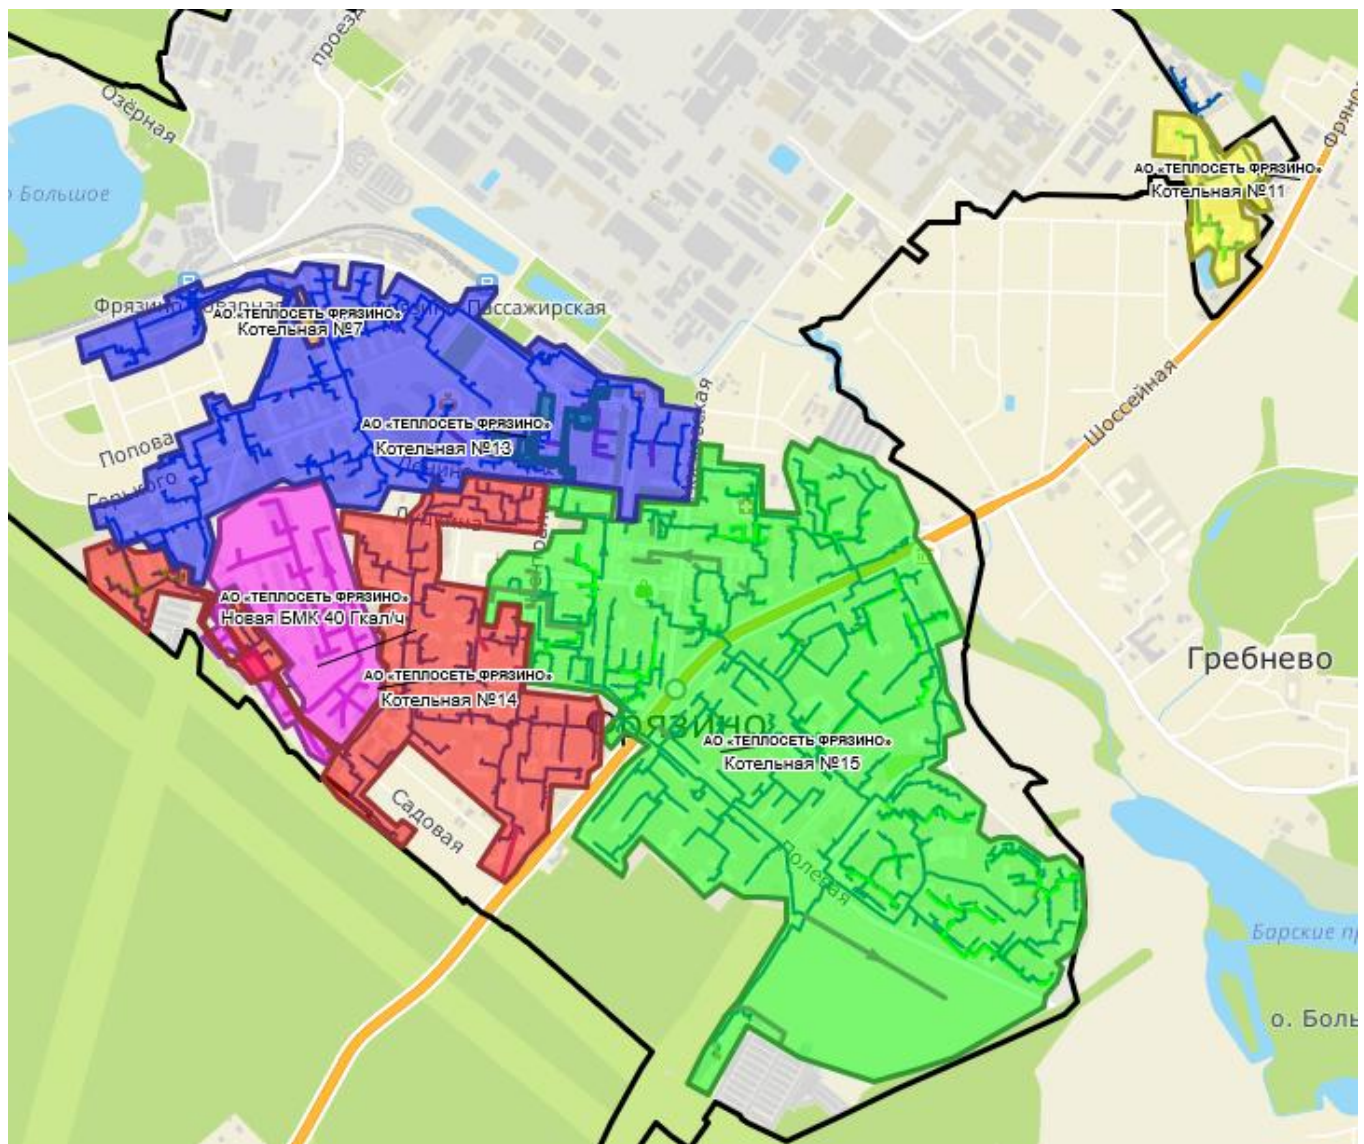 проезд
Озёрная
Большое
АО «ТЕПЛОСЕТЬ ФРЯЗИНО»
Котельная №11
Фрязино
АО «ТЕПЛОСЕТЬ ФРЯЗИНО»
Котельная №7
Пассажирская
Шоссейная
Попова
АО «ТЕПЛОСЕТЬ ФРЯЗИНО»
Котельная №13
Ленина
Горького
АО «ТЕПЛОСЕТЬ ФРЯЗИНО»
Новая БМК 40 Гкал/ч
АО «ТЕПЛОСЕТЬ ФРЯЗИНО»
Котельная №14
Гребнево
Фрязино
АО «ТЕПЛОСЕТЬ ФРЯЗИНО»
Котельная №15
Садовая
Полевая
Барские